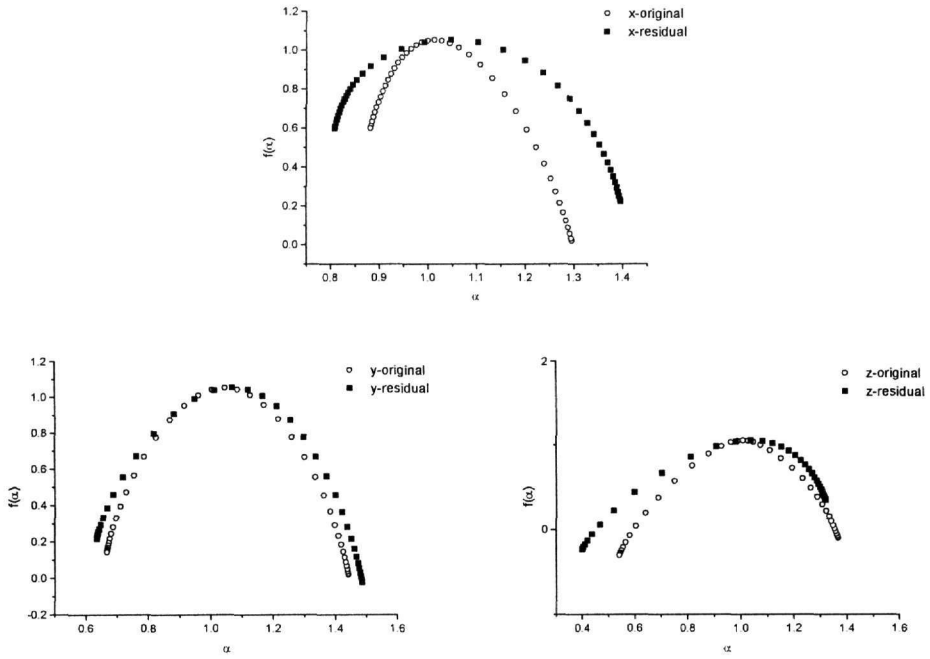 x-original
x-residual
1.2
1.0
0.8
0.6
0.4
0.2
0.0
f(α)
0.8 0.9 1.0 1.1 1.2 1.3 1.4
α
y-original
y-residual
1.2
1.0
0.8
0.6
0.4
0.2
0.0
-0.2
f(α)
0.6 0.8 1.0 1.2 1.4 1.6
α
z-original
z-residual
2
0
f(α)
0.4 0.6 0.8 1.0 1.2 1.4 1.6
α